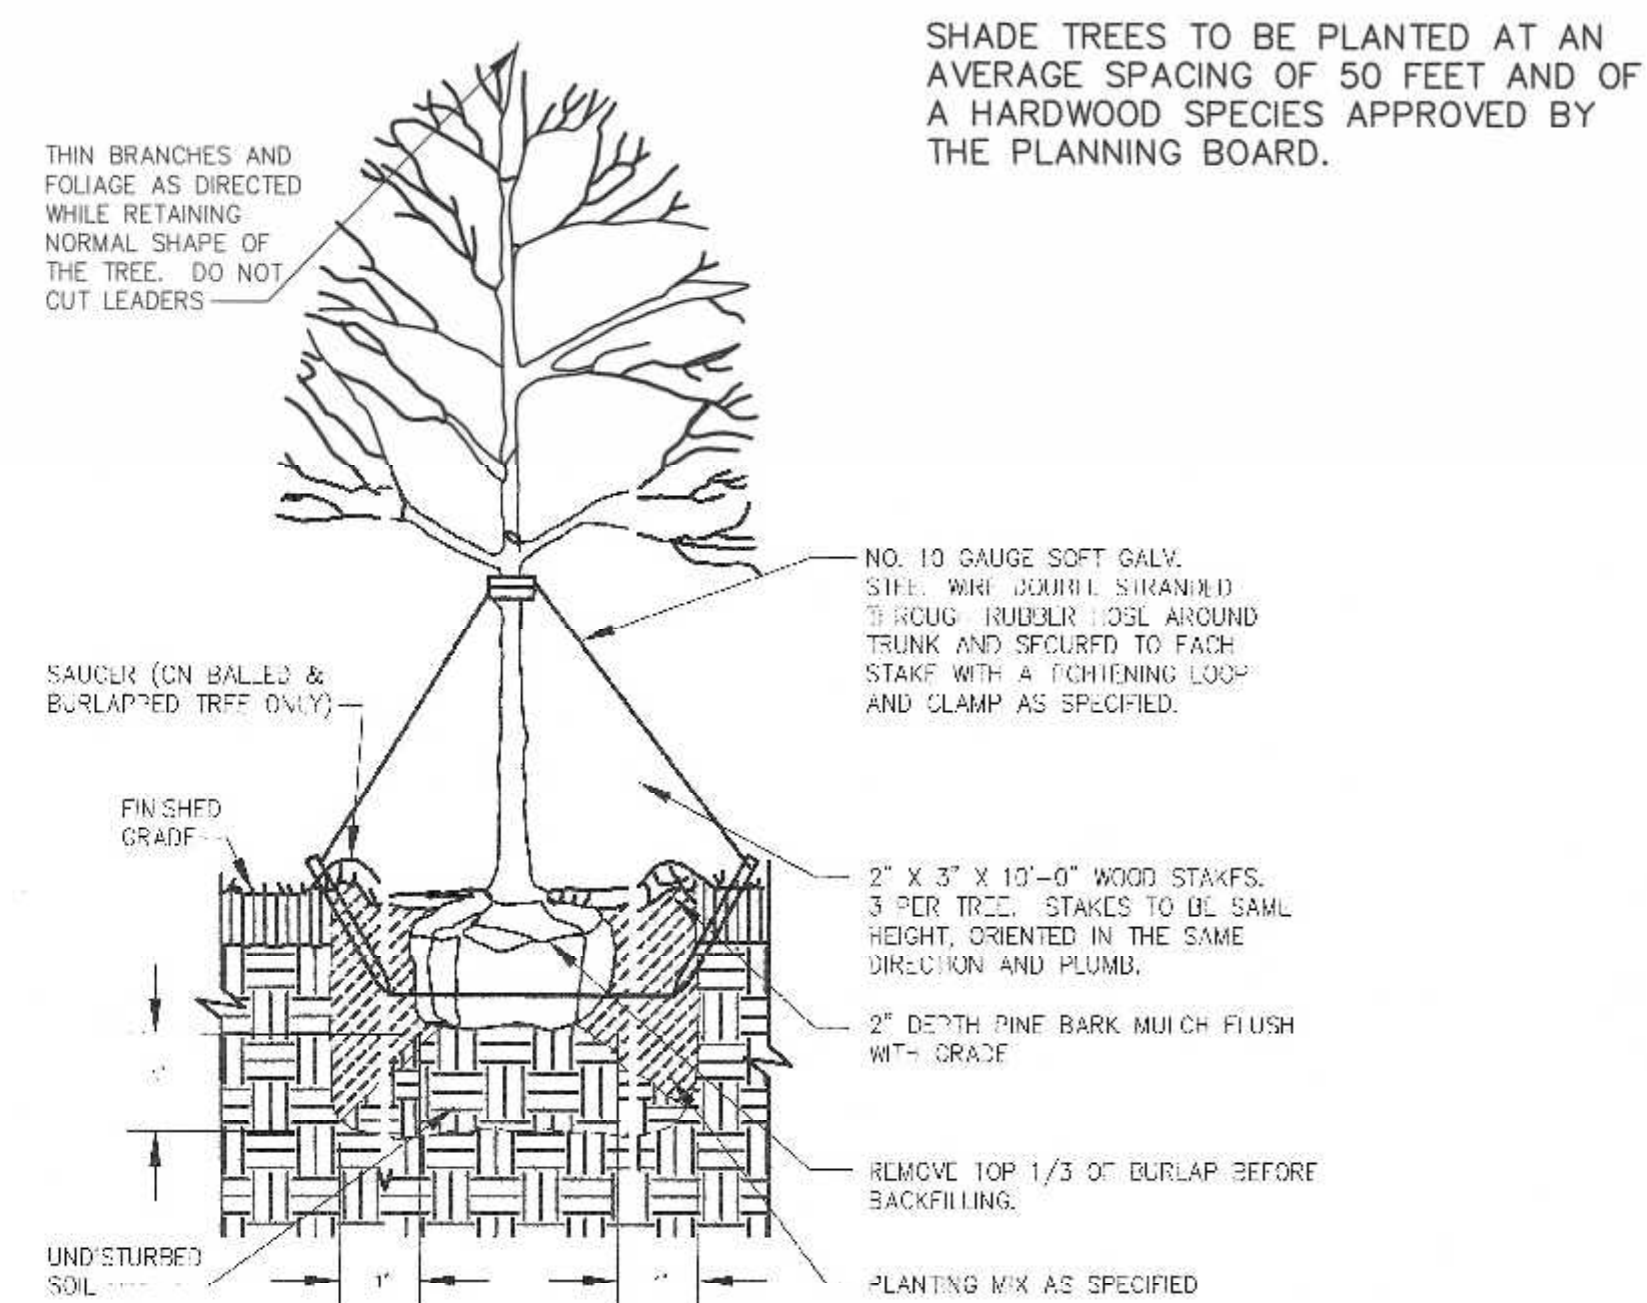 SHADE TREES TO BE PLANTED AT AN
AVERAGE SPACING OF 50 FEET AND OF
A HARDWOOD SPECIES APPROVED BY
THE PLANNING BOARD.
THIN BRANCHES AND
FOLIAGE AS DIRECTED
WHILE RETAINING
NORMAL SHAPE OF
THE TREE. DO NOT
CUT LEADERS
NO. 10 GAUGE SOFT GALV.
STEEL WIRE DOUBLE STRANDED
THROUGH RUBBER HOSE AROUND
TRUNK AND SECURED TO EACH
STAKE WITH A TIGHTENING LOOP
AND CLAMP AS SPECIFIED.
SAUCER (ON BALLED &
BURLAPPED TREE ONLY)
FINISHED
GRADE
2" X 3" X 10'-0" WOOD STAKES.
3 PER TREE. STAKES TO BE SAME
HEIGHT, ORIENTED IN THE SAME
DIRECTION AND PLUMB.
2" DEPTH PINE BARK MULCH FLUSH
WITH GRADE
REMOVE TOP 1/3 OF BURLAP BEFORE
BACKFILLING.
UNDISTURBED
SOIL
1'
PLANTING MIX AS SPECIFIED